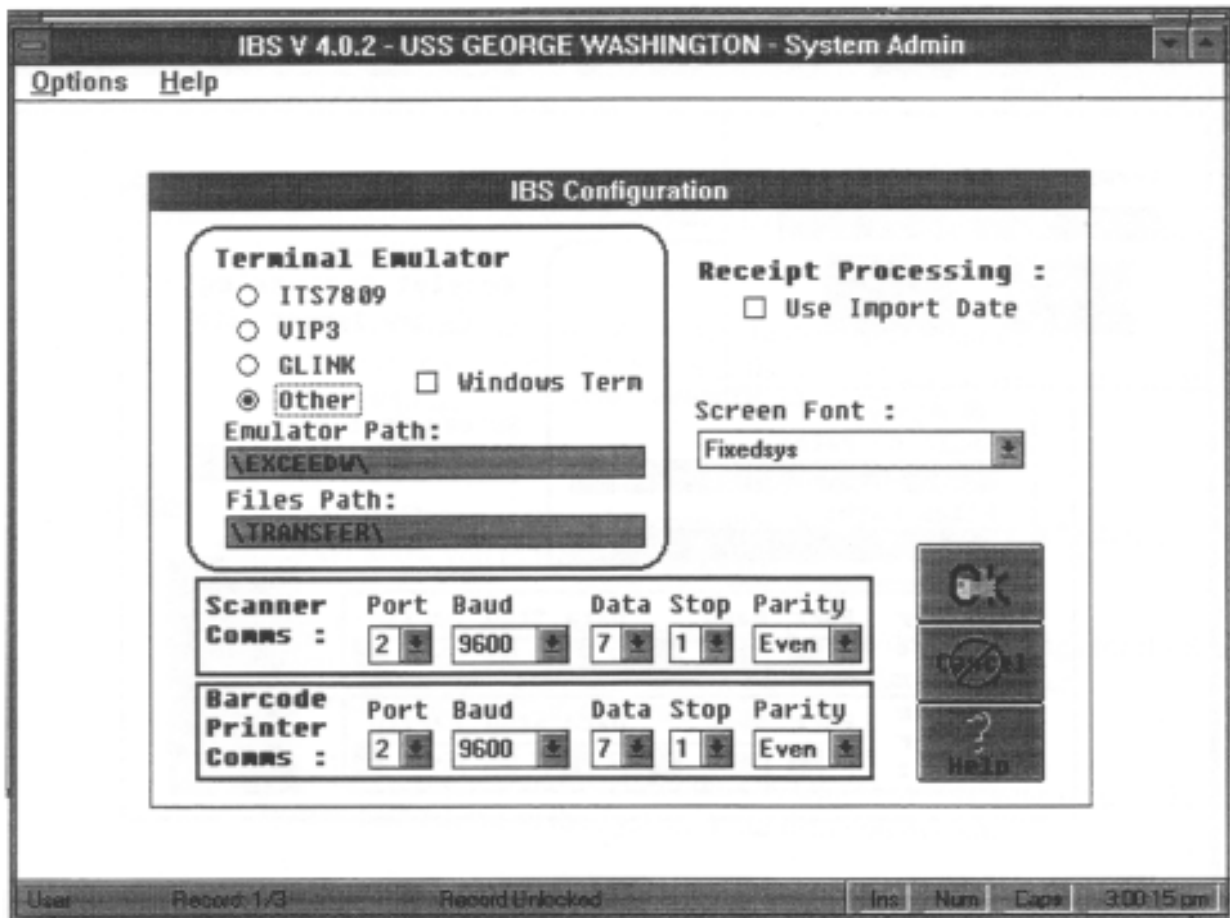 IBS V 4.0.2 - USS GEORGE WASHINGTON - System Admin
Options Help
IBS Configuration
Terminal Emulator
ITS7809
VIP3
GLINK
Other
Windows Term
Emulator Path:
\EXCEEDW\
Files Path:
\TRANSFER\
Receipt Processing :
Use Import Date
Screen Font :
Fixedsys
Scanner Comms :
Port Baud Data Stop Parity
2 9600 7 1 Even
Barcode Printer Comms :
Port Baud Data Stop Parity
2 9600 7 1 Even
Ok
Cancel
Help
User Record: 1/3 Record Unlocked Ins Num Caps 3:00:15 pm